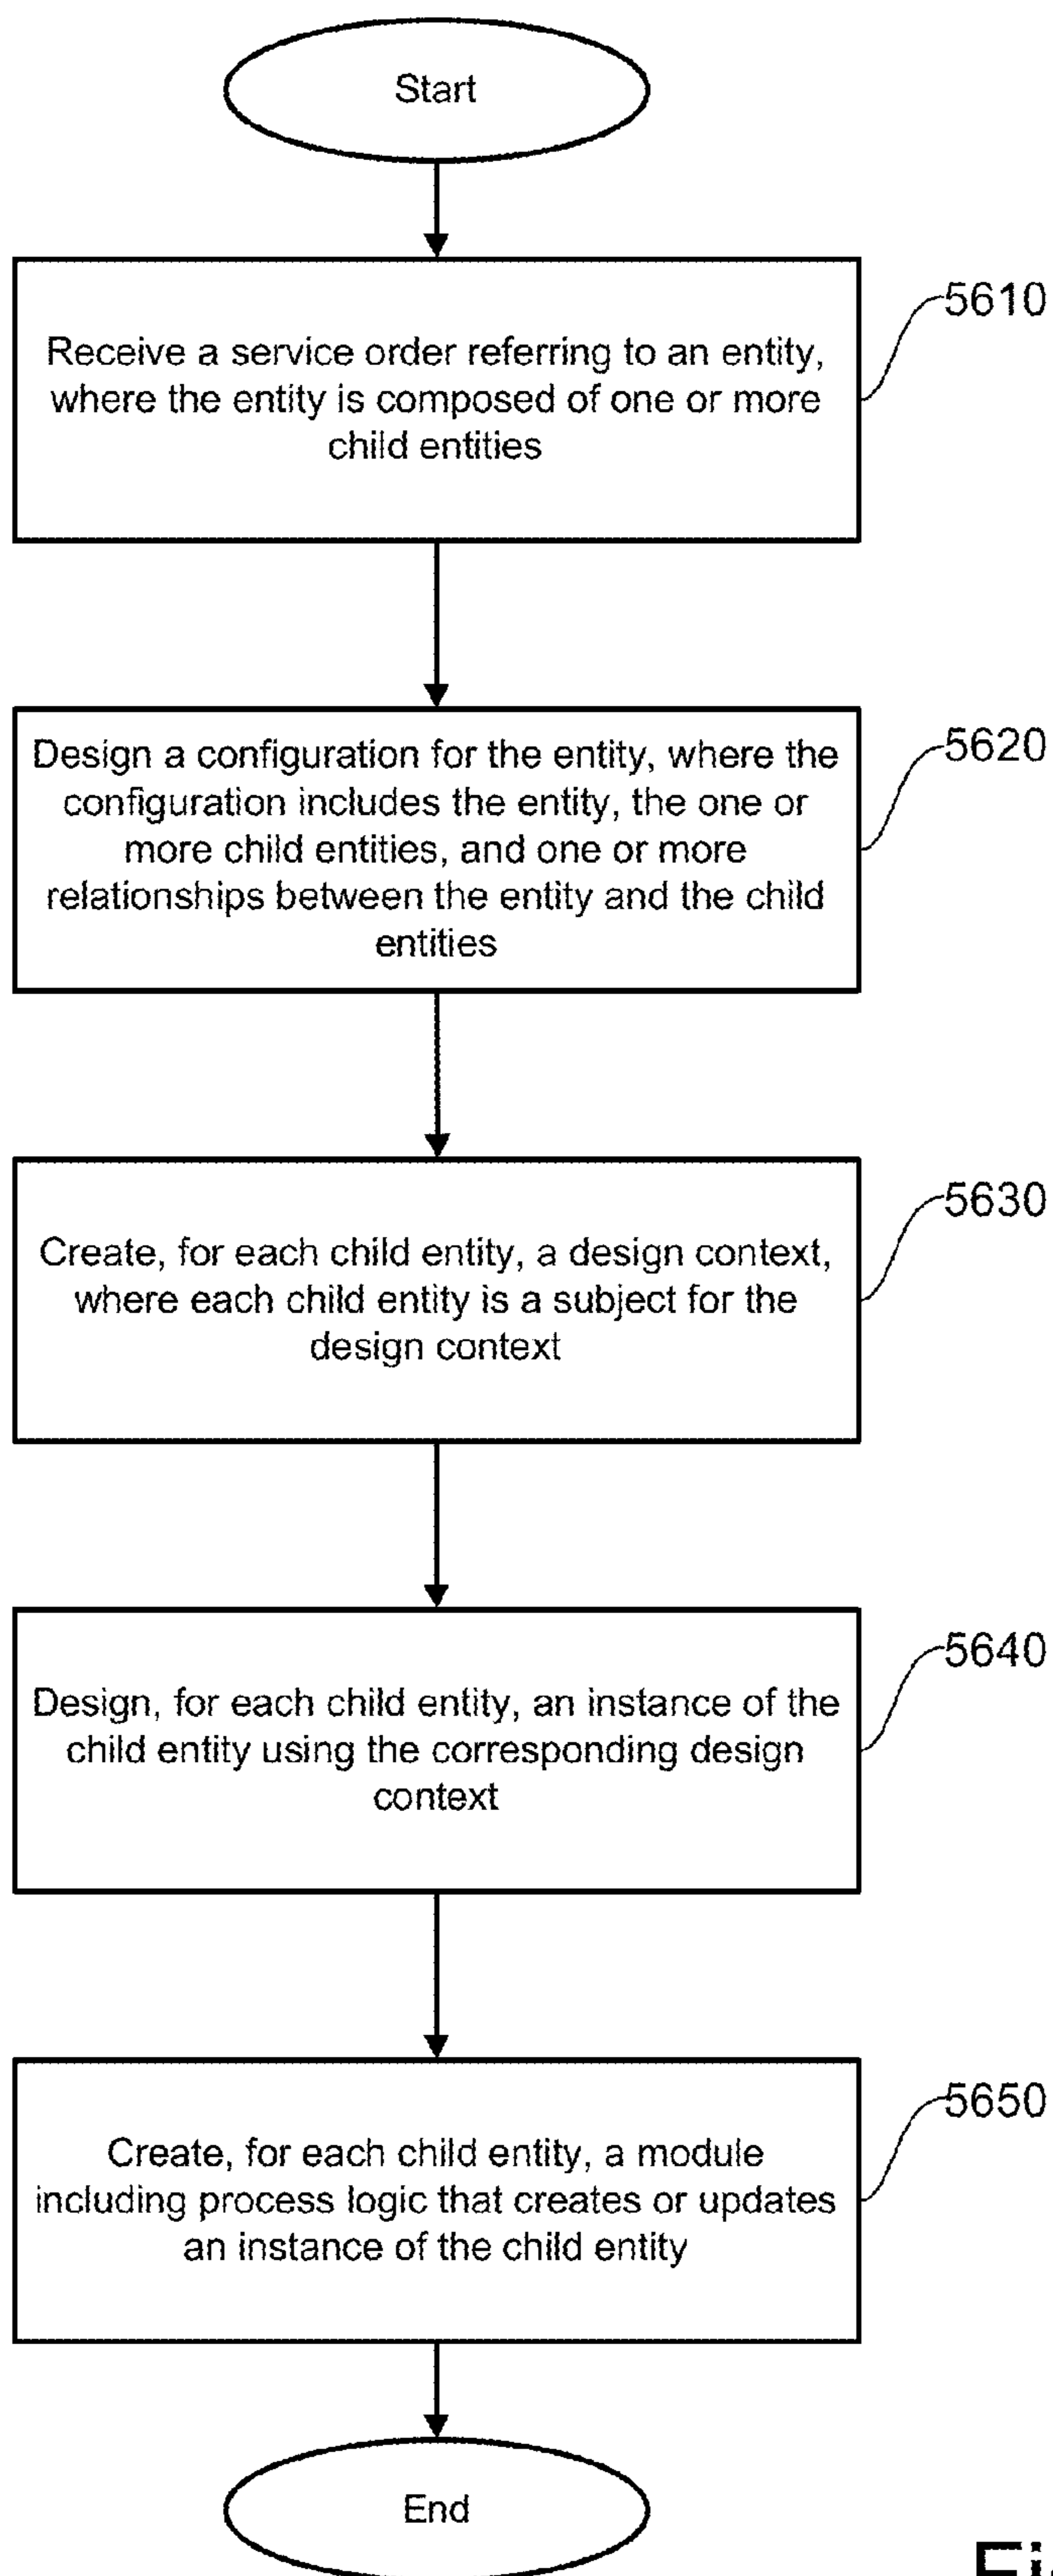 Start
5610
Receive a service order referring to an entity,
where the entity is composed of one or more
child entities
5620
Design a configuration for the entity, where the
configuration includes the entity, the one or
more child entities, and one or more
relationships between the entity and the child
entities
5630
Create, for each child entity, a design context,
where each child entity is a subject for the
design context
5640
Design, for each child entity, an instance of the
child entity using the corresponding design
context
5650
Create, for each child entity, a module
including process logic that creates or updates
an instance of the child entity
End